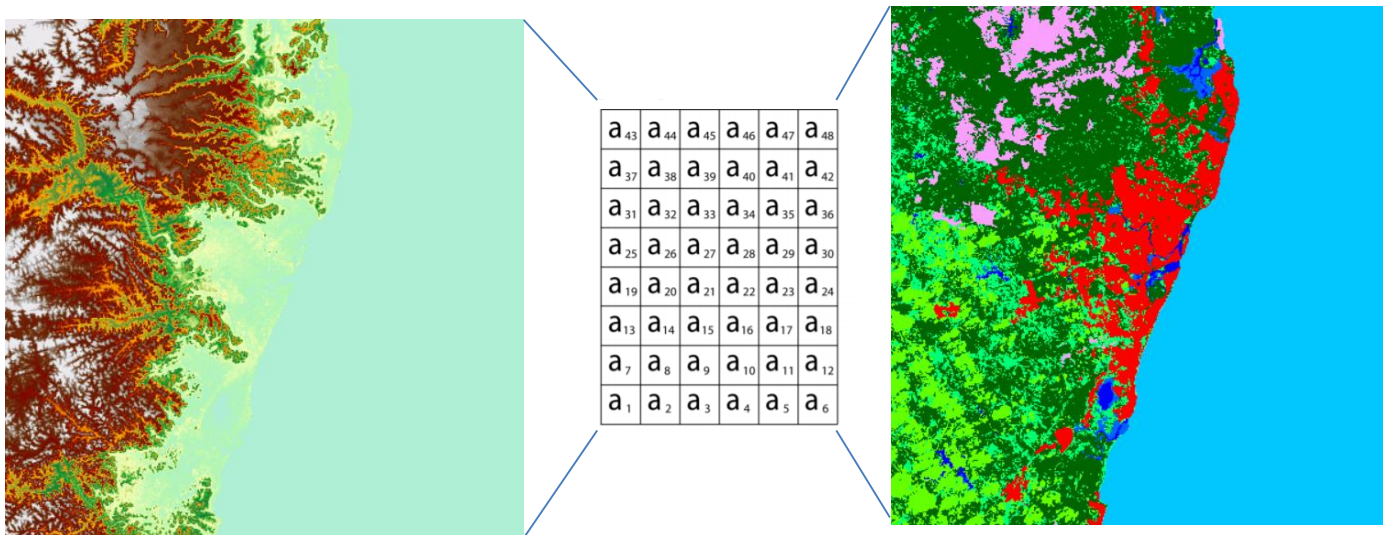 a43 a44 a45 a46 a47 a48
a37 a38 a39 a40 a41 a42
a31 a32 a33 a34 a35 a36
a25 a26 a27 a28 a29 a30
a19 a20 a21 a22 a23 a24
a13 a14 a15 a16 a17 a18
a7 a8 a9 a10 a11 a12
a1 a2 a3 a4 a5 a6